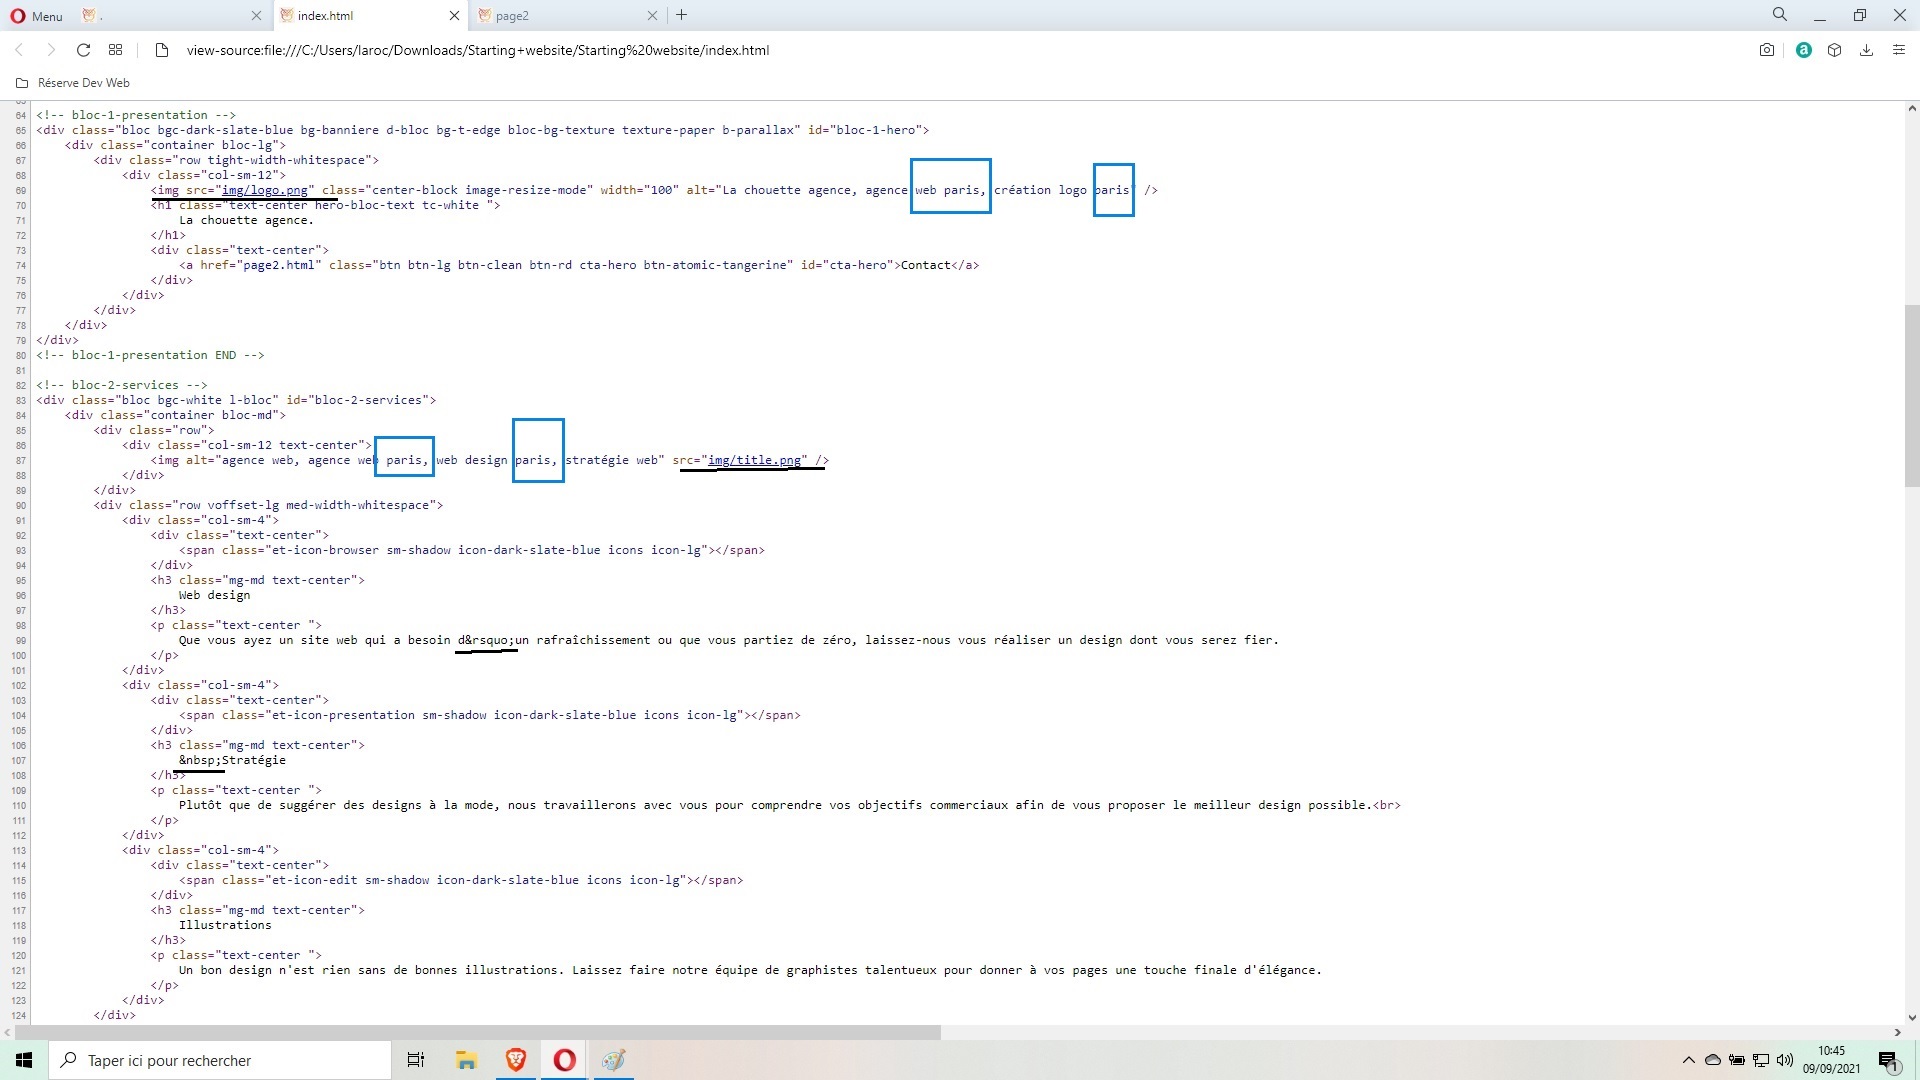 Menu . index.html page2
view-source:file:///C:/Users/laroc/Downloads/Starting+website/Starting%20website/index.html
Réserve Dev Web
63
64 <!-- bloc-1-presentation -->
65 <div class="bloc bgc-dark-slate-blue bg-banniere d-bloc bg-t-edge bloc-bg-texture texture-paper b-parallax" id="bloc-1-hero">
66 <div class="container bloc-lg">
67 <div class="row tight-width-whitespace">
68 <div class="col-sm-12">
69 <img src="img/logo.png" class="center-block image-resize-mode" width="100" alt="La chouette agence, agence web paris, création logo paris" />
70 <h1 class="text-center hero-bloc-text tc-white ">
71 La chouette agence.
72 </h1>
73 <div class="text-center">
74 <a href="page2.html" class="btn btn-lg btn-clean btn-rd cta-hero btn-atomic-tangerine" id="cta-hero">Contact</a>
75 </div>
76 </div>
77 </div>
78 </div>
79 </div>
80 <!-- bloc-1-presentation END -->
81
82 <!-- bloc-2-services -->
83 <div class="bloc bgc-white l-bloc" id="bloc-2-services">
84 <div class="container bloc-md">
85 <div class="row">
86 <div class="col-sm-12 text-center">
87 <img alt="agence web, agence web paris, web design paris, stratégie web" src="img/title.png" />
88 </div>
89 </div>
90 <div class="row voffset-lg med-width-whitespace">
91 <div class="col-sm-4">
92 <div class="text-center">
93 <span class="et-icon-browser sm-shadow icon-dark-slate-blue icons icon-lg"></span>
94 </div>
95 <h3 class="mg-md text-center">
96 Web design
97 </h3>
98 <p class="text-center ">
99 Que vous ayez un site web qui a besoin d&rsquo;un rafraîchissement ou que vous partiez de zéro, laissez-nous vous réaliser un design dont vous serez fier.
100 </p>
101 </div>
102 <div class="col-sm-4">
103 <div class="text-center">
104 <span class="et-icon-presentation sm-shadow icon-dark-slate-blue icons icon-lg"></span>
105 </div>
106 <h3 class="mg-md text-center">
107 &nbsp;Stratégie
108 </h3>
109 <p class="text-center ">
110 Plutôt que de suggérer des designs à la mode, nous travaillerons avec vous pour comprendre vos objectifs commerciaux afin de vous proposer le meilleur design possible.<br>
111 </p>
112 </div>
113 <div class="col-sm-4">
114 <div class="text-center">
115 <span class="et-icon-edit sm-shadow icon-dark-slate-blue icons icon-lg"></span>
116 </div>
117 <h3 class="mg-md text-center">
118 Illustrations
119 </h3>
120 <p class="text-center ">
121 Un bon design n'est rien sans de bonnes illustrations. Laissez faire notre équipe de graphistes talentueux pour donner à vos pages une touche finale d'élégance.
122 </p>
123 </div>
124 </div>
Taper ici pour rechercher
10:45
09/09/2021
1